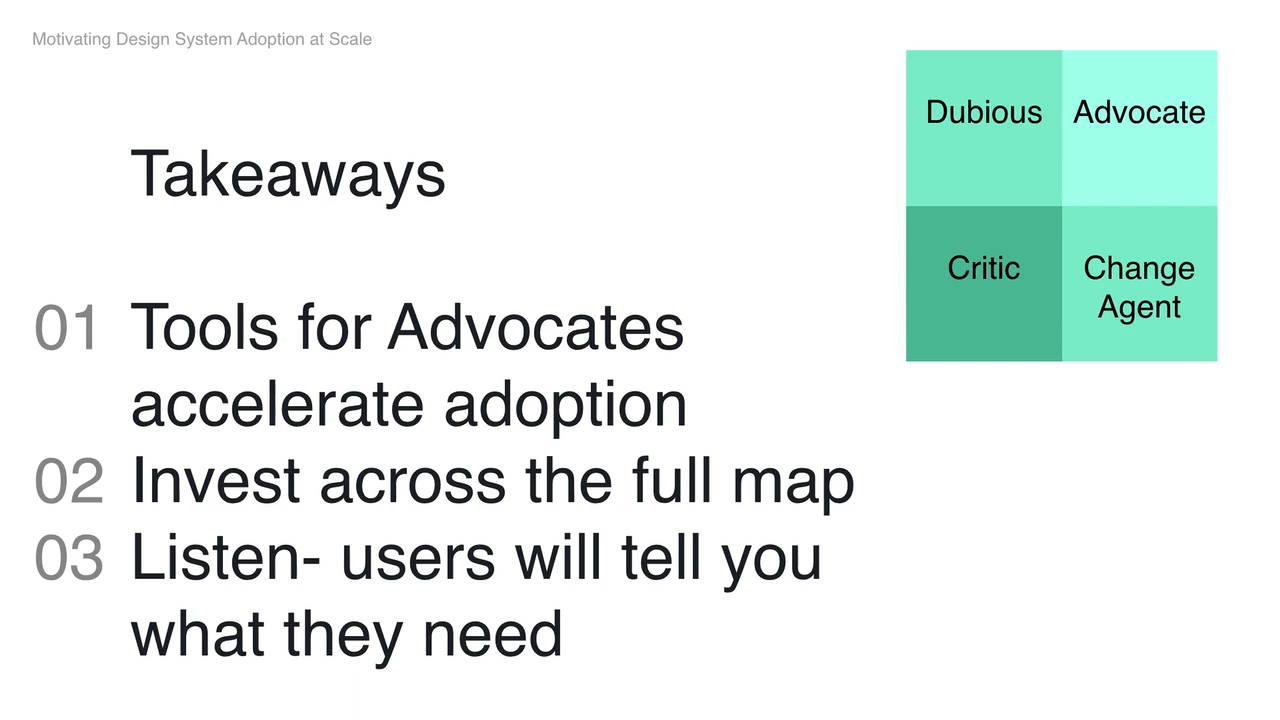 Motivating Design System Adoption at Scale
Takeaways
01 Tools for Advocates
accelerate adoption
02 Invest across the full map
03 Listen- users will tell you
what they need
Dubious
Advocate
Critic
Change
Agent